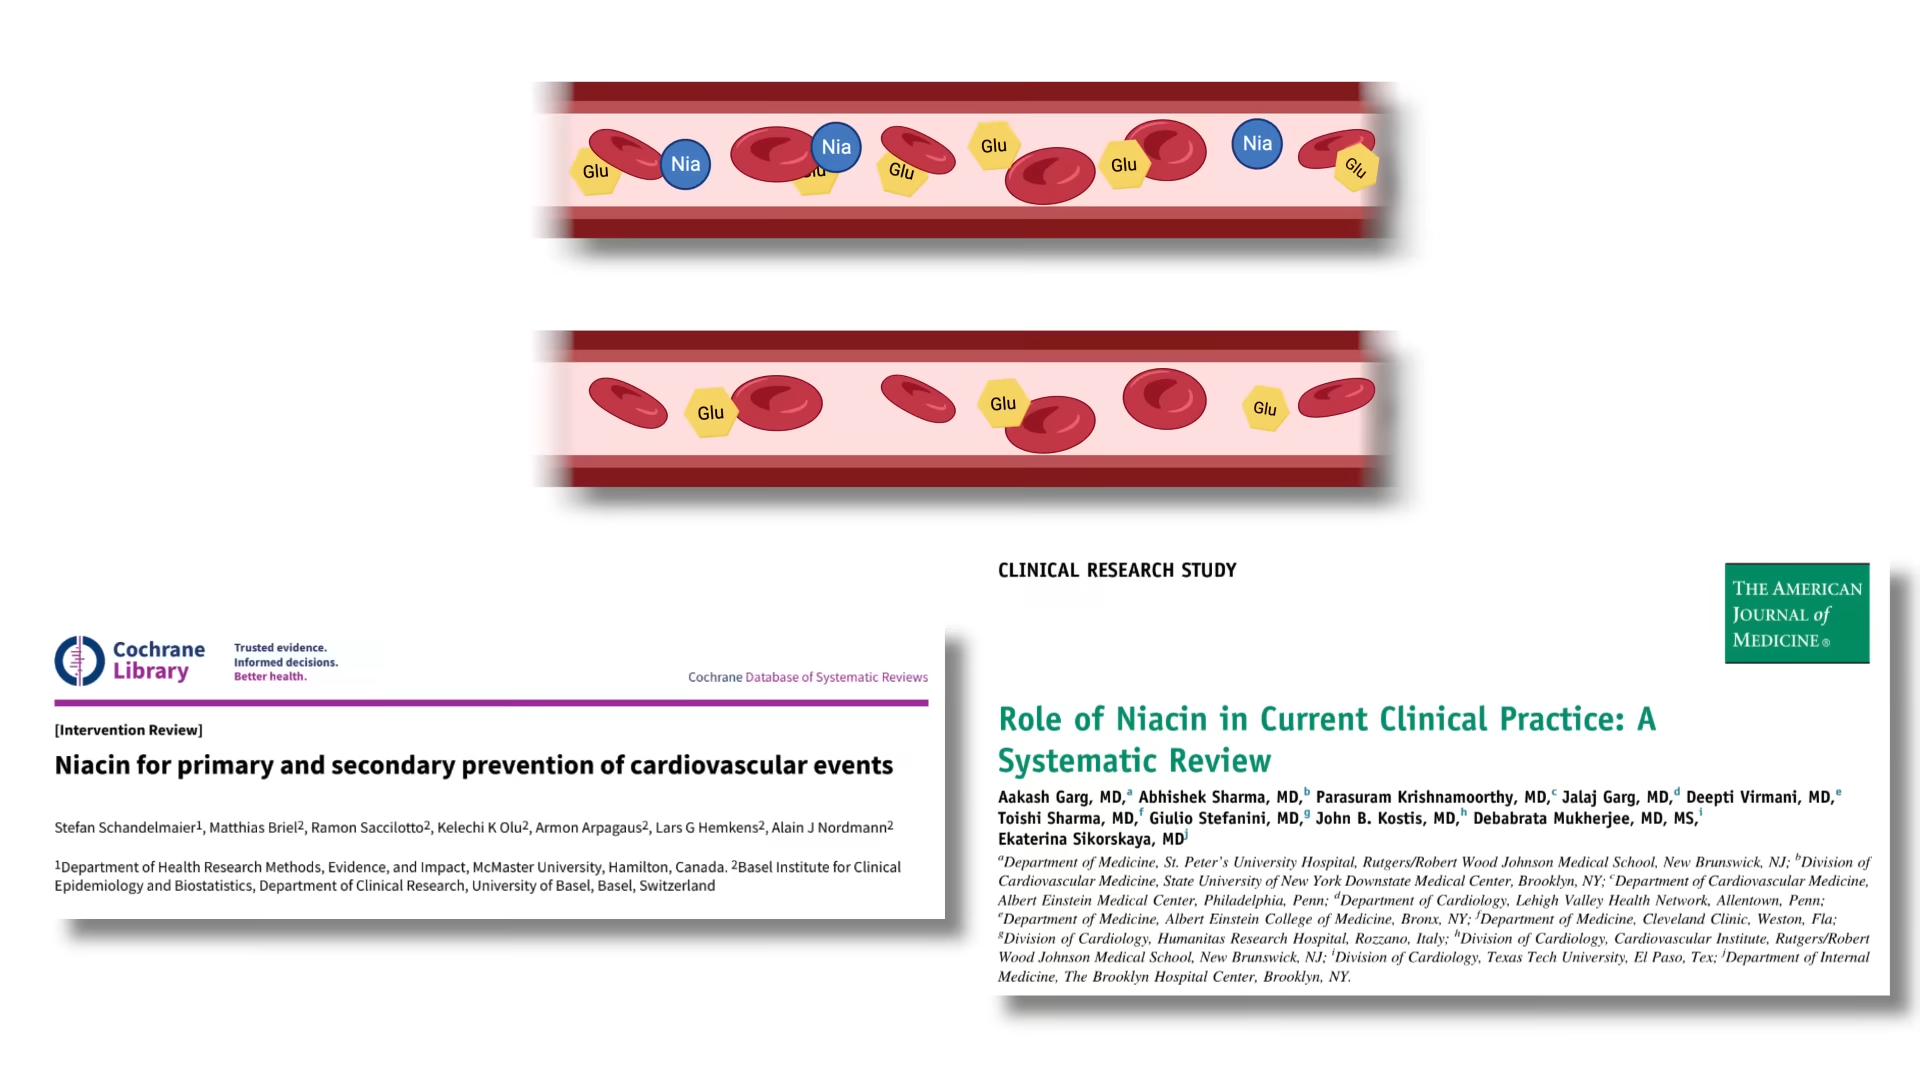 Glu
Nia
Glu
Nia
Glu
Glu
Glu
Nia
Glu
Glu
Glu
Glu
CLINICAL RESEARCH STUDY
THE AMERICAN
JOURNAL of
MEDICINE ®
Cochrane
Library
Trusted evidence.
Informed decisions.
Better health.
Cochrane Database of Systematic Reviews
[Intervention Review]
Niacin for primary and secondary prevention of cardiovascular events
Stefan Schandelmaier1, Matthias Briel2, Ramon Saccilotto2, Kelechi K Olu2, Armon Arpagaus2, Lars G Hemkens2, Alain J Nordmann2
1Department of Health Research Methods, Evidence, and Impact, McMaster University, Hamilton, Canada. 2Basel Institute for Clinical
Epidemiology and Biostatistics, Department of Clinical Research, University of Basel, Basel, Switzerland
Role of Niacin in Current Clinical Practice: A
Systematic Review
Aakash Garg, MD,a Abhishek Sharma, MD,b Parasuram Krishnamoorthy, MD,c Jalaj Garg, MD,d Deepti Virmani, MD,e
Toishi Sharma, MD,f Giulio Stefanini, MD,g John B. Kostis, MD,h Debabrata Mukherjee, MD, MS,i
Ekaterina Sikorskaya, MDj
aDepartment of Medicine, St. Peter's University Hospital, Rutgers/Robert Wood Johnson Medical School, New Brunswick, NJ; bDivision of
Cardiovascular Medicine, State University of New York Downstate Medical Center, Brooklyn, NY; cDepartment of Cardiovascular Medicine,
Albert Einstein Medical Center, Philadelphia, Penn; dDepartment of Cardiology, Lehigh Valley Health Network, Allentown, Penn;
eDepartment of Medicine, Albert Einstein College of Medicine, Bronx, NY; fDepartment of Medicine, Cleveland Clinic, Weston, Fla;
gDivision of Cardiology, Humanitas Research Hospital, Rozzano, Italy; hDivision of Cardiology, Cardiovascular Institute, Rutgers/Robert
Wood Johnson Medical School, New Brunswick, NJ; iDivision of Cardiology, Texas Tech University, El Paso, Tex; jDepartment of Internal
Medicine, The Brooklyn Hospital Center, Brooklyn, NY.